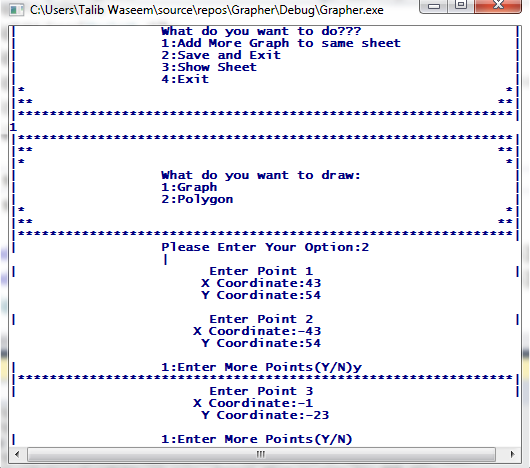 C:\Users\Talib Waseem\source\repos\Grapher\Debug\Grapher.exe
| What do you want to do??? |
| 1:Add More Graph to same sheet |
| 2:Save and Exit |
| 3:Show Sheet |
| 4:Exit |
|* *|
|** **|
|**************************************************************|
1
|**************************************************************|
|** **|
|* *|
| What do you want to draw: |
| 1:Graph |
| 2:Polygon |
|* *|
|** **|
|**************************************************************|
| Please Enter Your Option:2
|
| Enter Point 1 |
X Coordinate:43
Y Coordinate:54
| Enter Point 2 |
X Coordinate:-43
Y Coordinate:54
| 1:Enter More Points(Y/N)y
|**************************************************************|
| Enter Point 3 |
X Coordinate:-1
Y Coordinate:-23
| 1:Enter More Points(Y/N) |